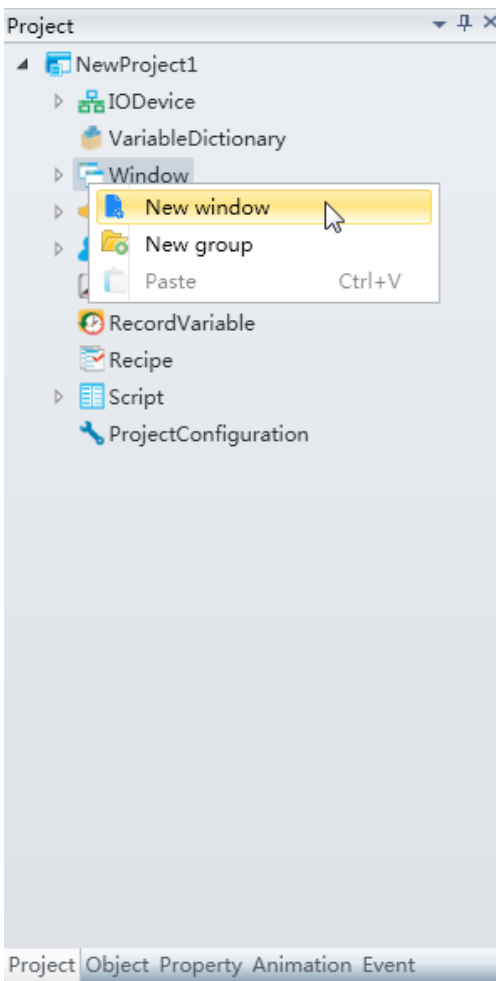 Project
NewProject1
IODevice
VariableDictionary
Window
New window
New group
Paste Ctrl+V
RecordVariable
Recipe
Script
ProjectConfiguration
Project Object Property Animation Event